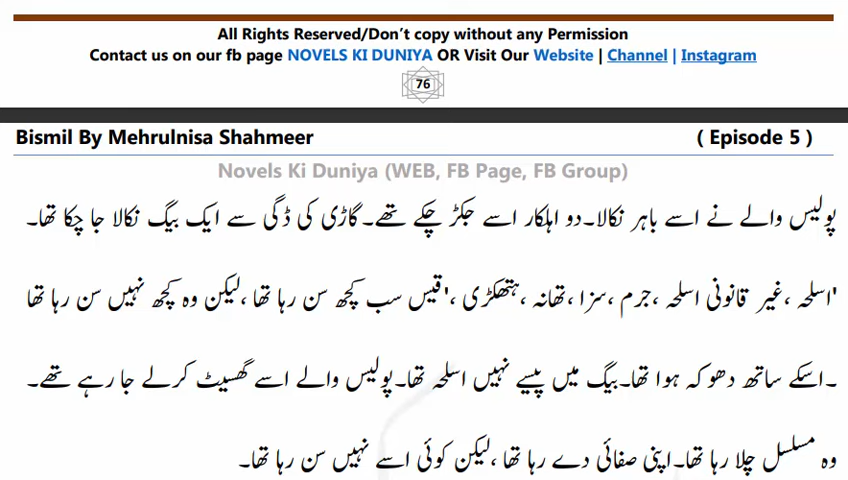 All Rights Reserved/Don't copy without any Permission
Contact us on our fb page NOVELS KI DUNIYA OR Visit Our Website | Channel | Instagram
76
Bismil By Mehrulnisa Shahmeer ( Episode 5 )
Novels Ki Duniya (WEB, FB Page, FB Group)
پولیس والے نے اسے باہر نکالا۔دو اہلکار اسے جکڑ چکے تھے۔گاڑی کی ڈگی سے ایک بیگ نکالا جا چکا تھا۔
'اسلحہ ،غیر قانونی اسلحہ ،جرم ،سزا ،تھانہ ،ہتھکڑی ،'قیس سب کچھ سن رہا تھا ،لیکن وہ کچھ نہیں سن رہا تھا
۔اسکے ساتھ دھوکہ ہوا تھا۔بیگ میں پیسے نہیں اسلحہ تھا۔پولیس والے اسے گھسیٹ کرلے جا رہے تھے۔
وہ مسلسل چلا رہا تھا۔اپنی صفائی دے رہا تھا ،لیکن کوئی اسے نہیں سن رہا تھا۔